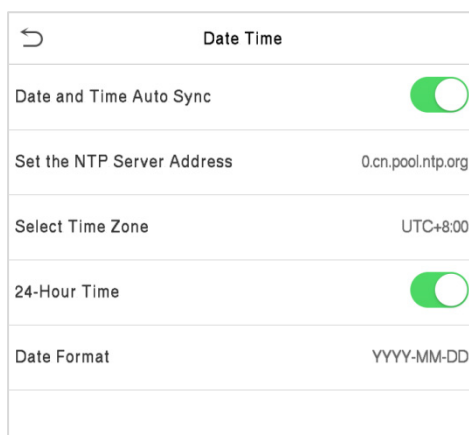 Date Time
Date and Time Auto Sync
Set the NTP Server Address 0.cn.pool.ntp.org
Select Time Zone UTC+8:00
24-Hour Time
Date Format YYYY-MM-DD